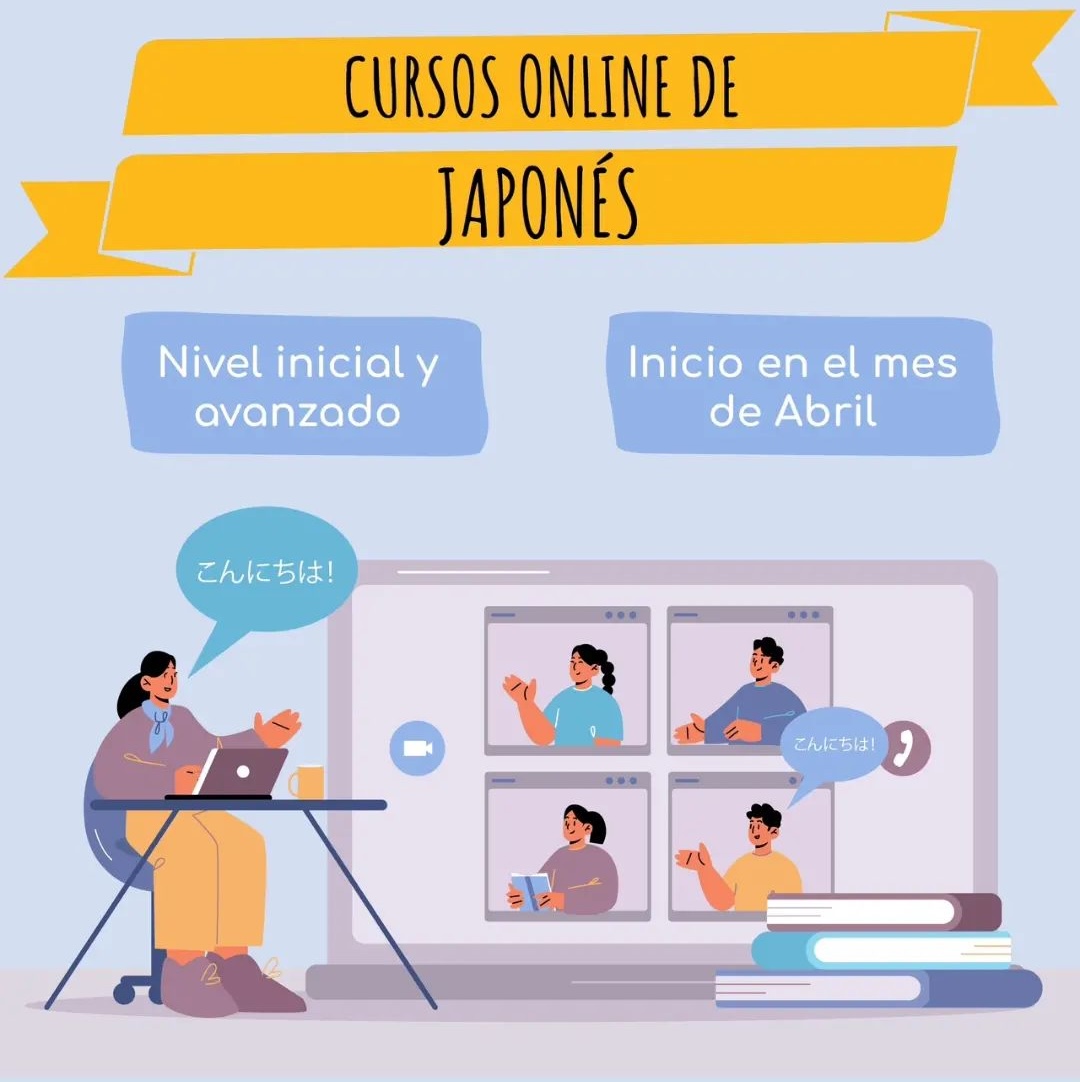 CURSOS ONLINE DE
JAPONÉS
Nivel inicial y
avanzado
Inicio en el mes
de Abril
こんにちは!
こんにちは!